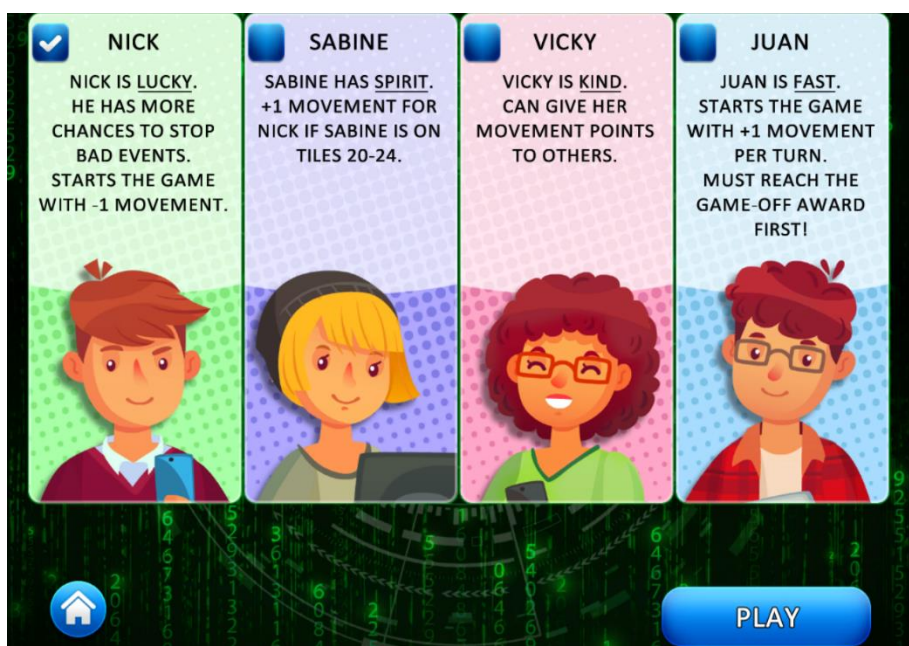 NICK
NICK IS LUCKY.
HE HAS MORE
CHANCES TO STOP
BAD EVENTS.
STARTS THE GAME
WITH -1 MOVEMENT.
SABINE
SABINE HAS SPIRIT.
+1 MOVEMENT FOR
NICK IF SABINE IS ON
TILES 20-24.
VICKY
VICKY IS KIND.
CAN GIVE HER
MOVEMENT POINTS
TO OTHERS.
JUAN
JUAN IS FAST.
STARTS THE GAME
WITH +1 MOVEMENT
PER TURN.
MUST REACH THE
GAME-OFF AWARD
FIRST!
PLAY